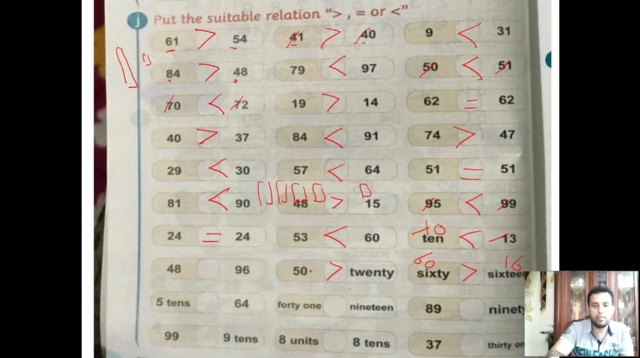 j Put the suitable relation “> , = or <”
61 > 54 41 > 40 9 < 31
84 > 48 79 < 97 50 < 51
70 < 72 19 > 14 62 = 62
40 > 37 84 < 91 74 > 47
29 < 30 57 < 64 51 = 51
81 < 90 48 > 15 95 < 99
10
24 = 24 53 < 60 ten < 13
60 16
48 96 50 > twenty sixty >
5 tens 64 forty one nineteen 89
99 9 tens 8 units 8 tens 37 thirty